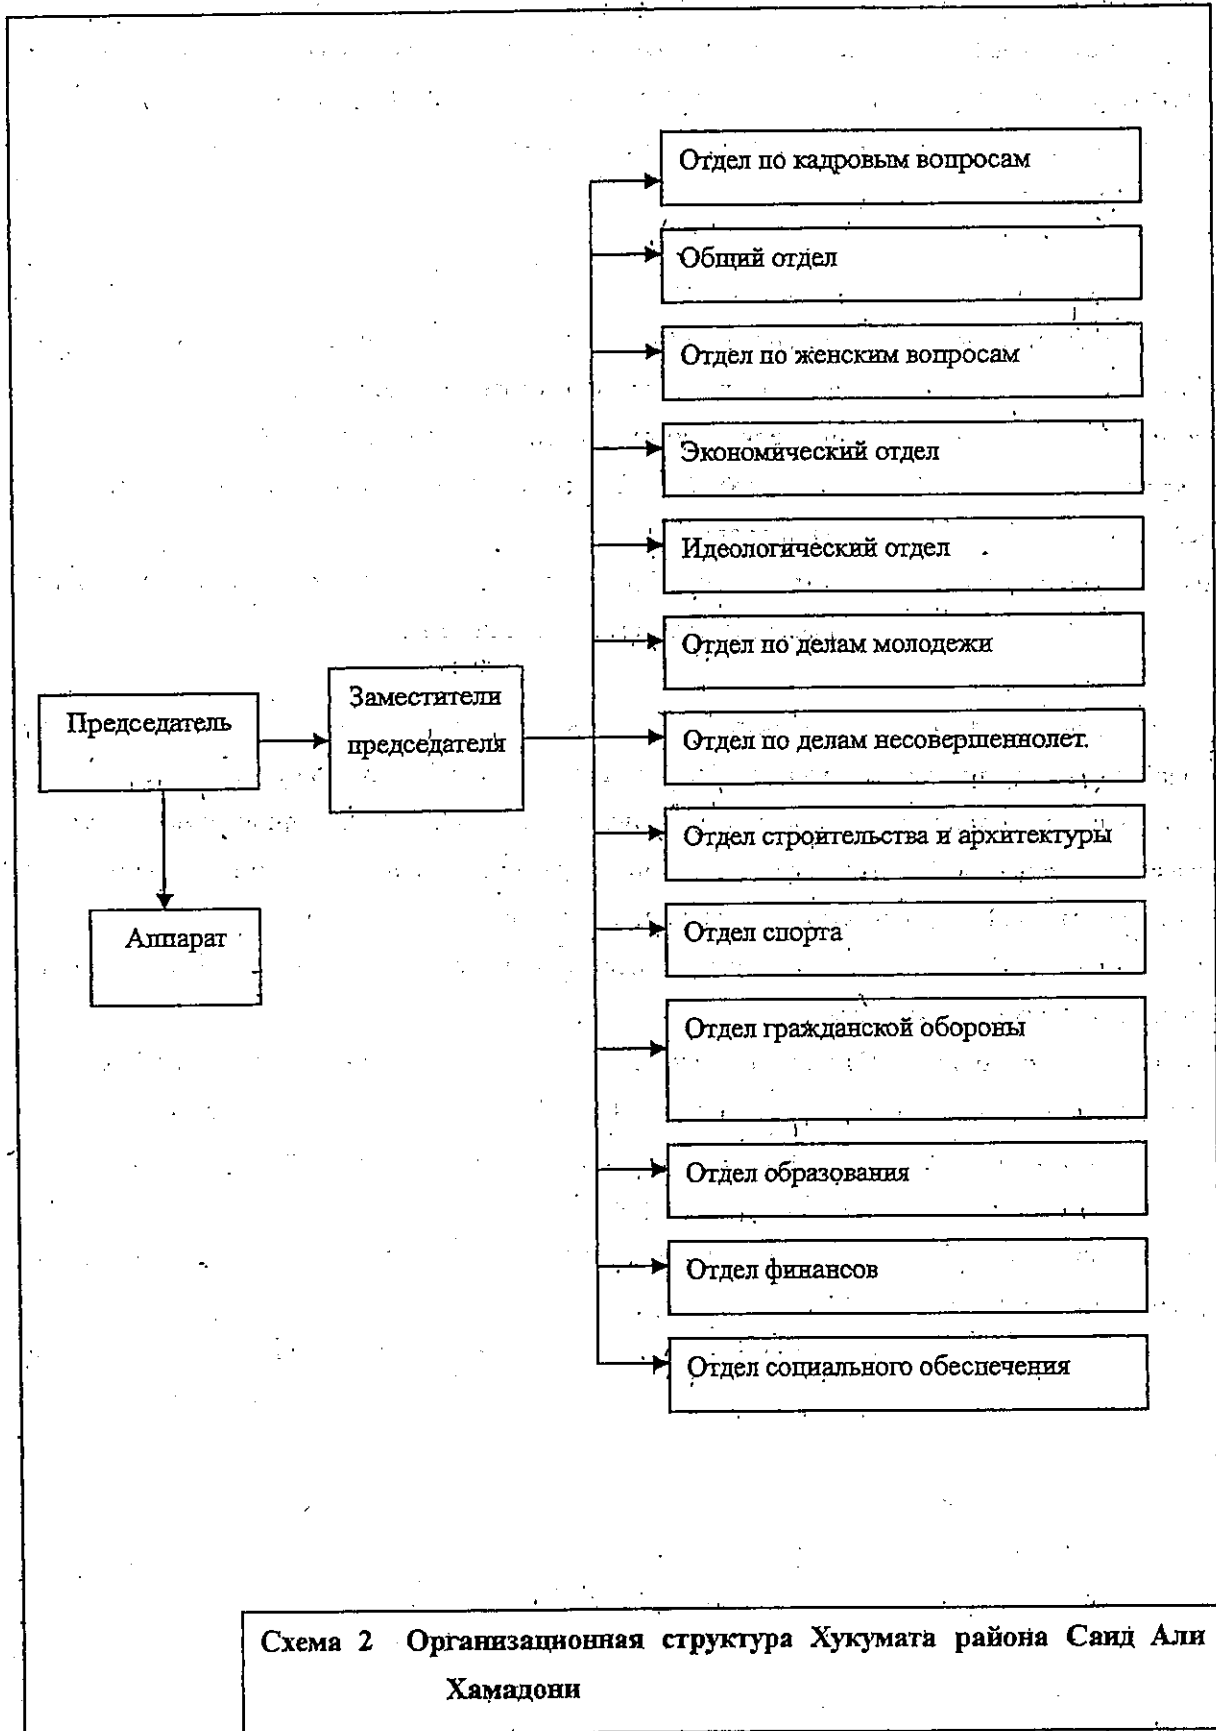 Отдел по кадровым вопросам
Общий отдел
Отдел по женским вопросам
Экономический отдел
Идеологический отдел
Отдел по делам молодежи
Председатель
Заместители
председателя
Отдел по делам несовершеннолет.
Отдел строительства и архитектуры
Аппарат
Отдел спорта
Отдел гражданской обороны
Отдел образования
Отдел финансов
Отдел социального обеспечения
Схема 2 Организационная структура Хукумата района Саид Али
Хамадони